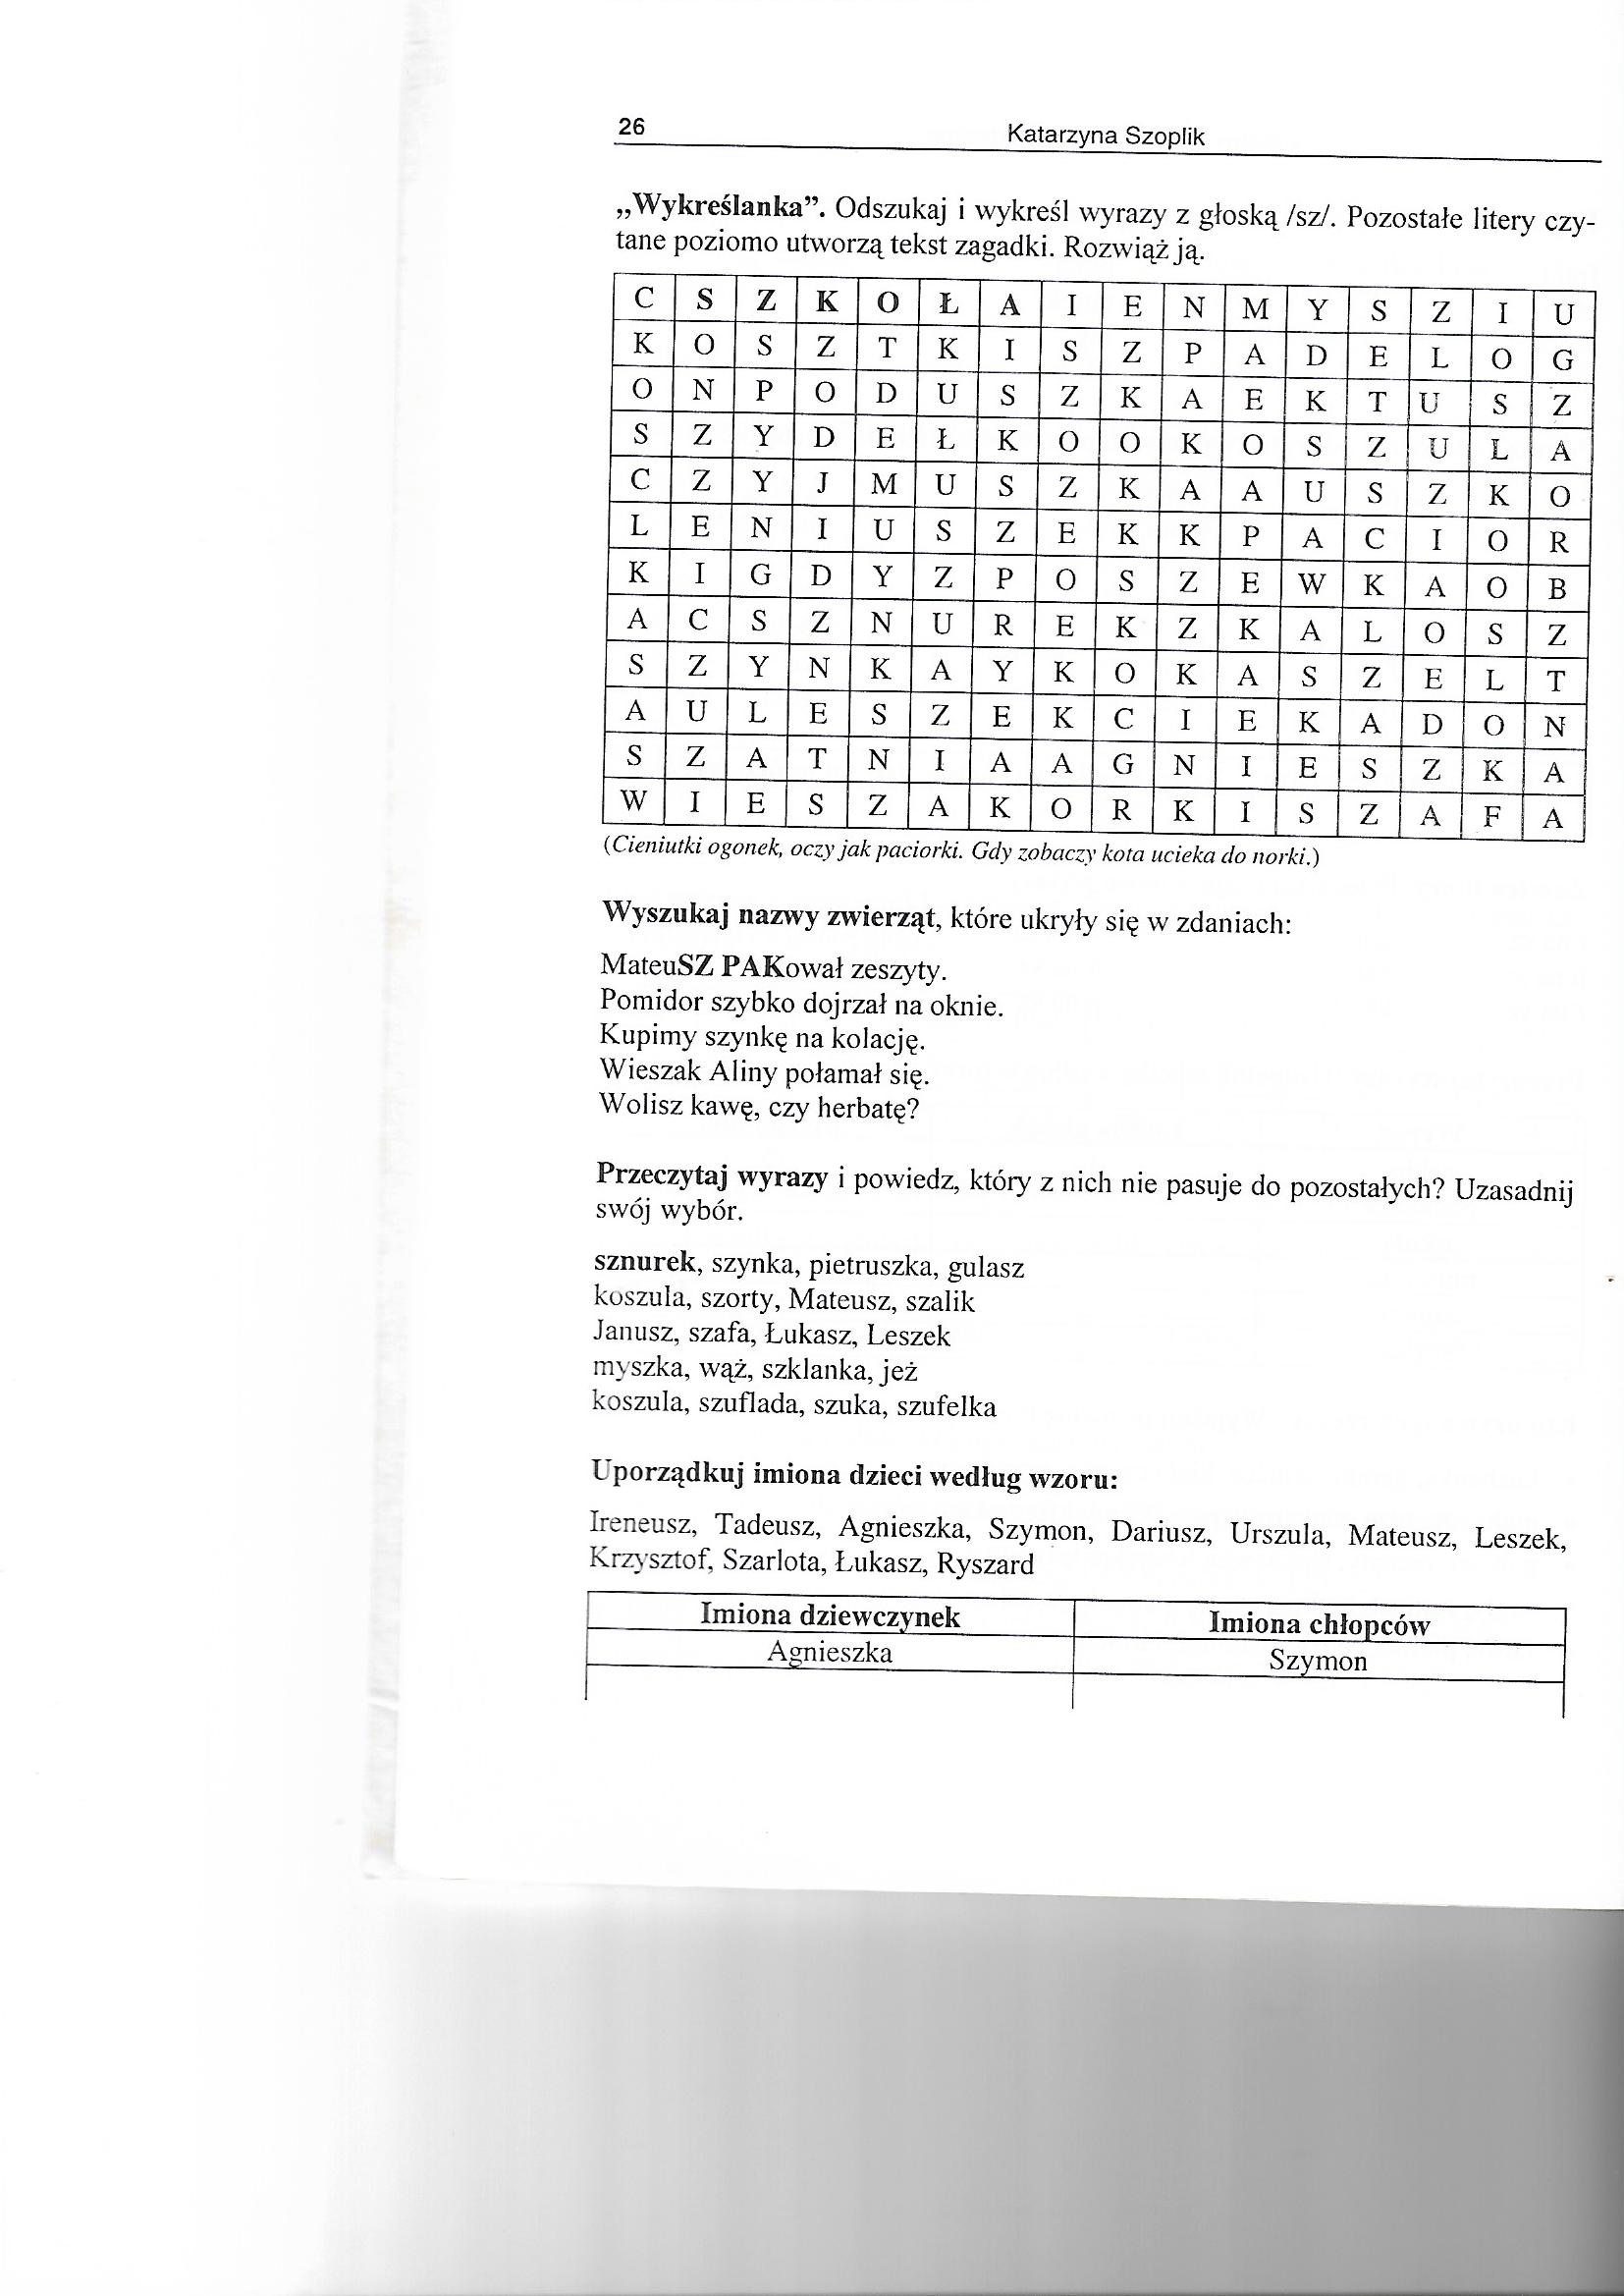 26
Katarzyna Szoplik
„Wykreślanka”. Odszukaj i wykreśl wyrazy z głoską /sz/. Pozostałe litery czy-
tane poziomo utworzą tekst zagadki. Rozwiąż ją.
C S Z K O Ł A I E N M Y S Z I U
K O S Z T K I S Z P A D E L O G
O N P O D U S Z K A E K T U S Z
S Z Y D E Ł K O O K O S Z U L A
C Z Y J M U S Z K A A U S Z K O
L E N I U S Z E K K P A C I O R
K I G D Y Z P O S Z E W K A O B
A C S Z N U R E K Z K A L O S Z
S Z Y N K A Y K O K A S Z E L T
A U L E S Z E K C I E K A D O N
S Z A T N I A A G N I E S Z K A
W I E S Z A K O R K I S Z A F A
(Cieniutki ogonek, oczy jak paciorki. Gdy zobaczy kota ucieka do norki.)
Wyszukaj nazwy zwierząt, które ukryły się w zdaniach:
MateuSZ PAKował zeszyty.
Pomidor szybko dojrzał na oknie.
Kupimy szynkę na kolację.
Wieszak Aliny połamał się.
Wolisz kawę, czy herbatę?
Przeczytaj wyrazy i powiedz, który z nich nie pasuje do pozostałych? Uzasadnij
swój wybór.
sznurek, szynka, pietruszka, gulasz
koszula, szorty, Mateusz, szalik
Janusz, szafa, Łukasz, Leszek
myszka, wąż, szklanka, jeż
koszula, szuflada, szuka, szufelka
Uporządkuj imiona dzieci według wzoru:
Ireneusz, Tadeusz, Agnieszka, Szymon, Dariusz, Urszula, Mateusz, Leszek,
Krzysztof, Szarlota, Łukasz, Ryszard
Imiona dziewczynek Imiona chłopców
Agnieszka Szymon